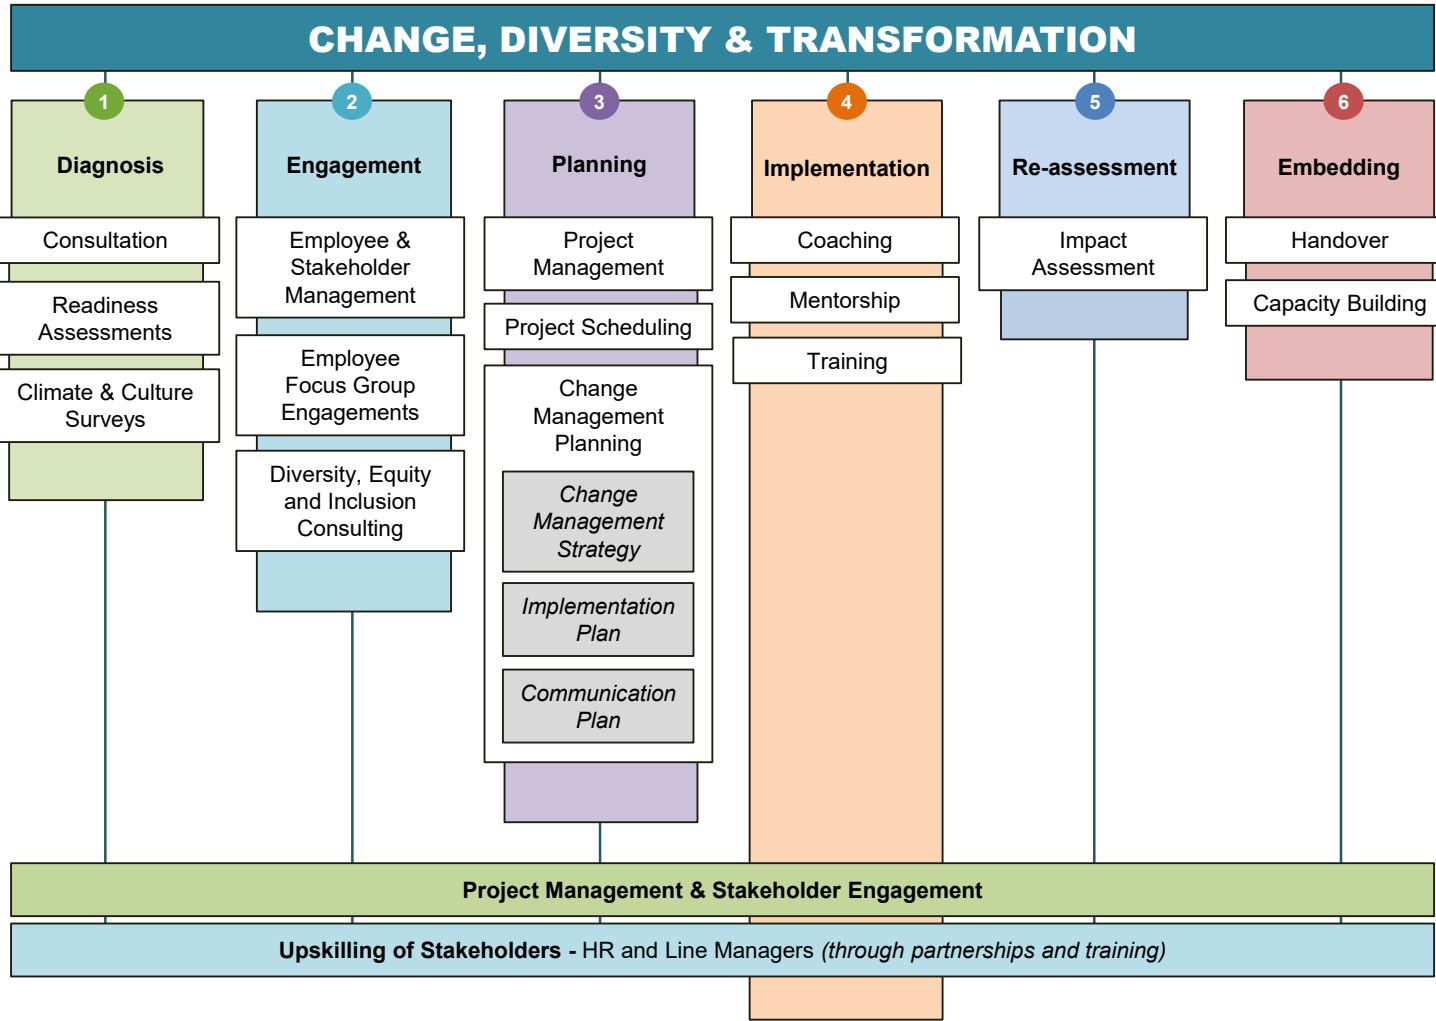 CHANGE, DIVERSITY & TRANSFORMATION
1
Diagnosis
Consultation
Readiness
Assessments
Climate & Culture
Surveys
2
Engagement
Employee &
Stakeholder
Management
Employee
Focus Group
Engagements
Diversity, Equity
and Inclusion
Consulting
3
Planning
Project
Management
Project Scheduling
Change
Management
Planning
Change
Management
Strategy
Implementation
Plan
Communication
Plan
4
Implementation
Coaching
Mentorship
Training
5
Re-assessment
Impact
Assessment
6
Embedding
Handover
Capacity Building
Project Management & Stakeholder Engagement
Upskilling of Stakeholders - HR and Line Managers (through partnerships and training)